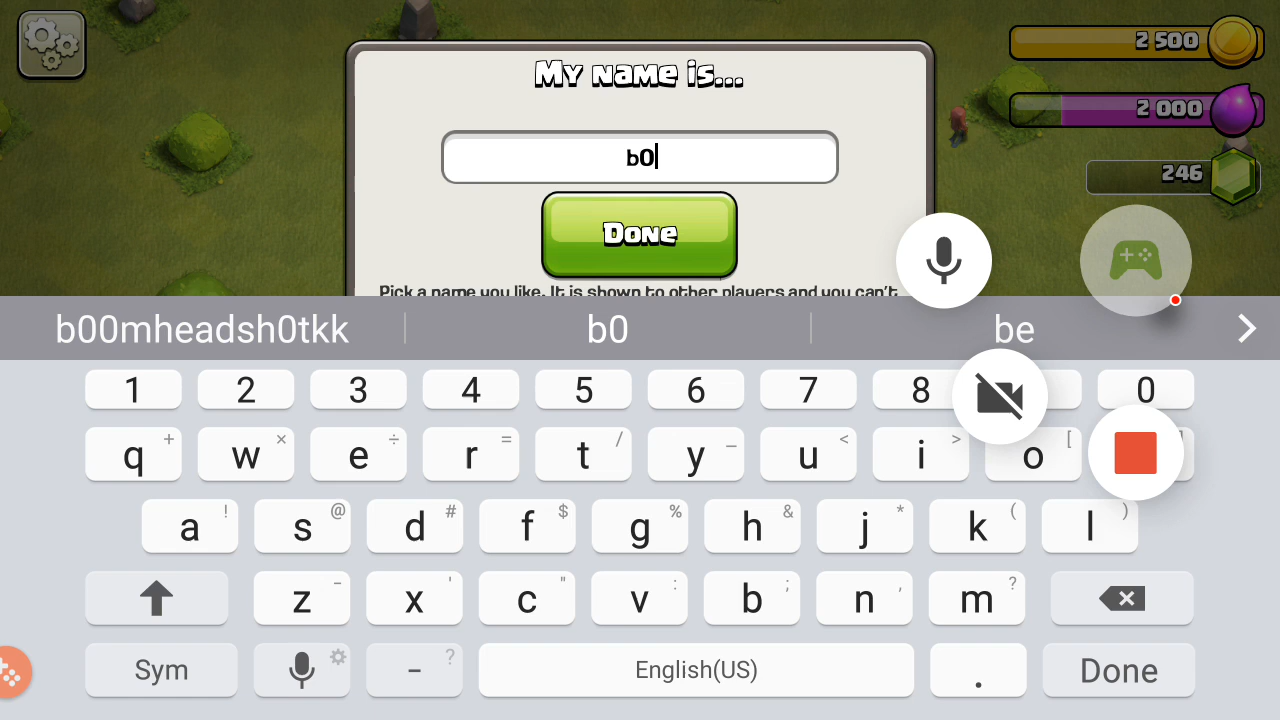 My name is...
2 500
2 000
246
b0
Done
Pick a name you like. It is shown to other players and you can't
b00mheadsh0tkk b0 be
1 2 3 4 5 6 7 8 0
q + w × e ÷ r = t / y _ u < i > o [ ]
a ! s @ d # f $ g % h & j * k ( l )
z - x ' c " v : b ; n , m ?
Sym - ? English(US) . Done